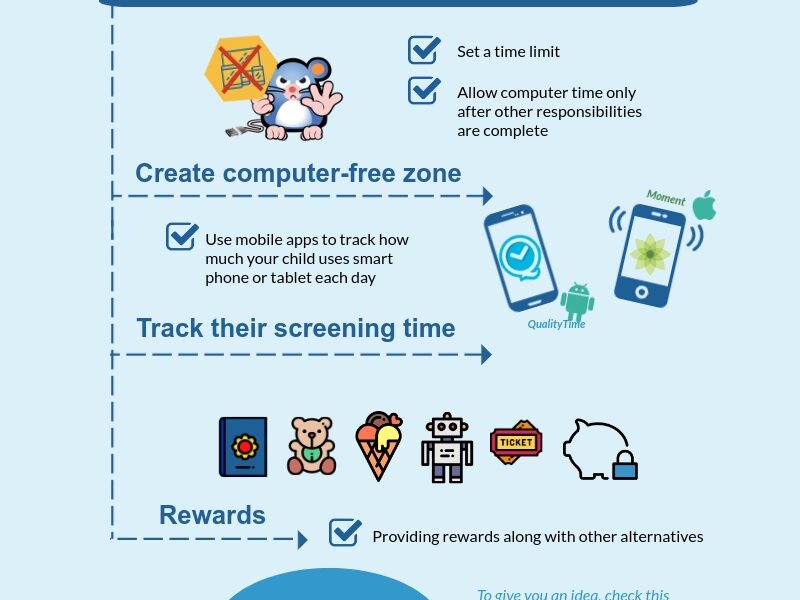 Set a time limit
Allow computer time only
after other responsibilities
are complete
Create computer-free zone
Moment
Use mobile apps to track how
much your child uses smart
phone or tablet each day
QualityTime
Track their screening time
TICKET
Rewards
Providing rewards along with other alternatives
To give you an idea, check this